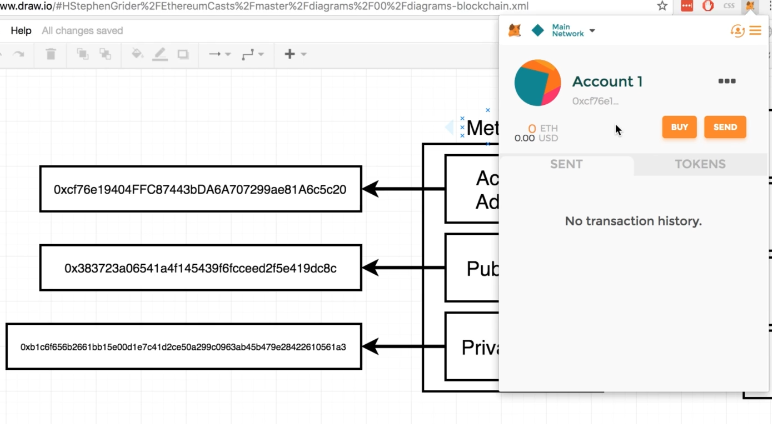 ww.draw.io/#HStephenGrider%2FEthereumCasts%2Fmaster%2Fdiagrams%2F00%2Fdiagrams-blockchain.xml
CSS
Help All changes saved
Main
Network
Account 1
0xcf76e1...
0 ETH
0.00 USD
BUY
SEND
SENT
TOKENS
No transaction history.
Met
0xcf76e19404FFC87443bDA6A707299ae81A6c5c20
Ac
Ad
0x383723a06541a4f145439f6fcceed2f5e419dc8c
Pub
0xb1c6f656b2661bb15e00d1e7c41d2ce50a299c0963ab45b479e28422610561a3
Priva